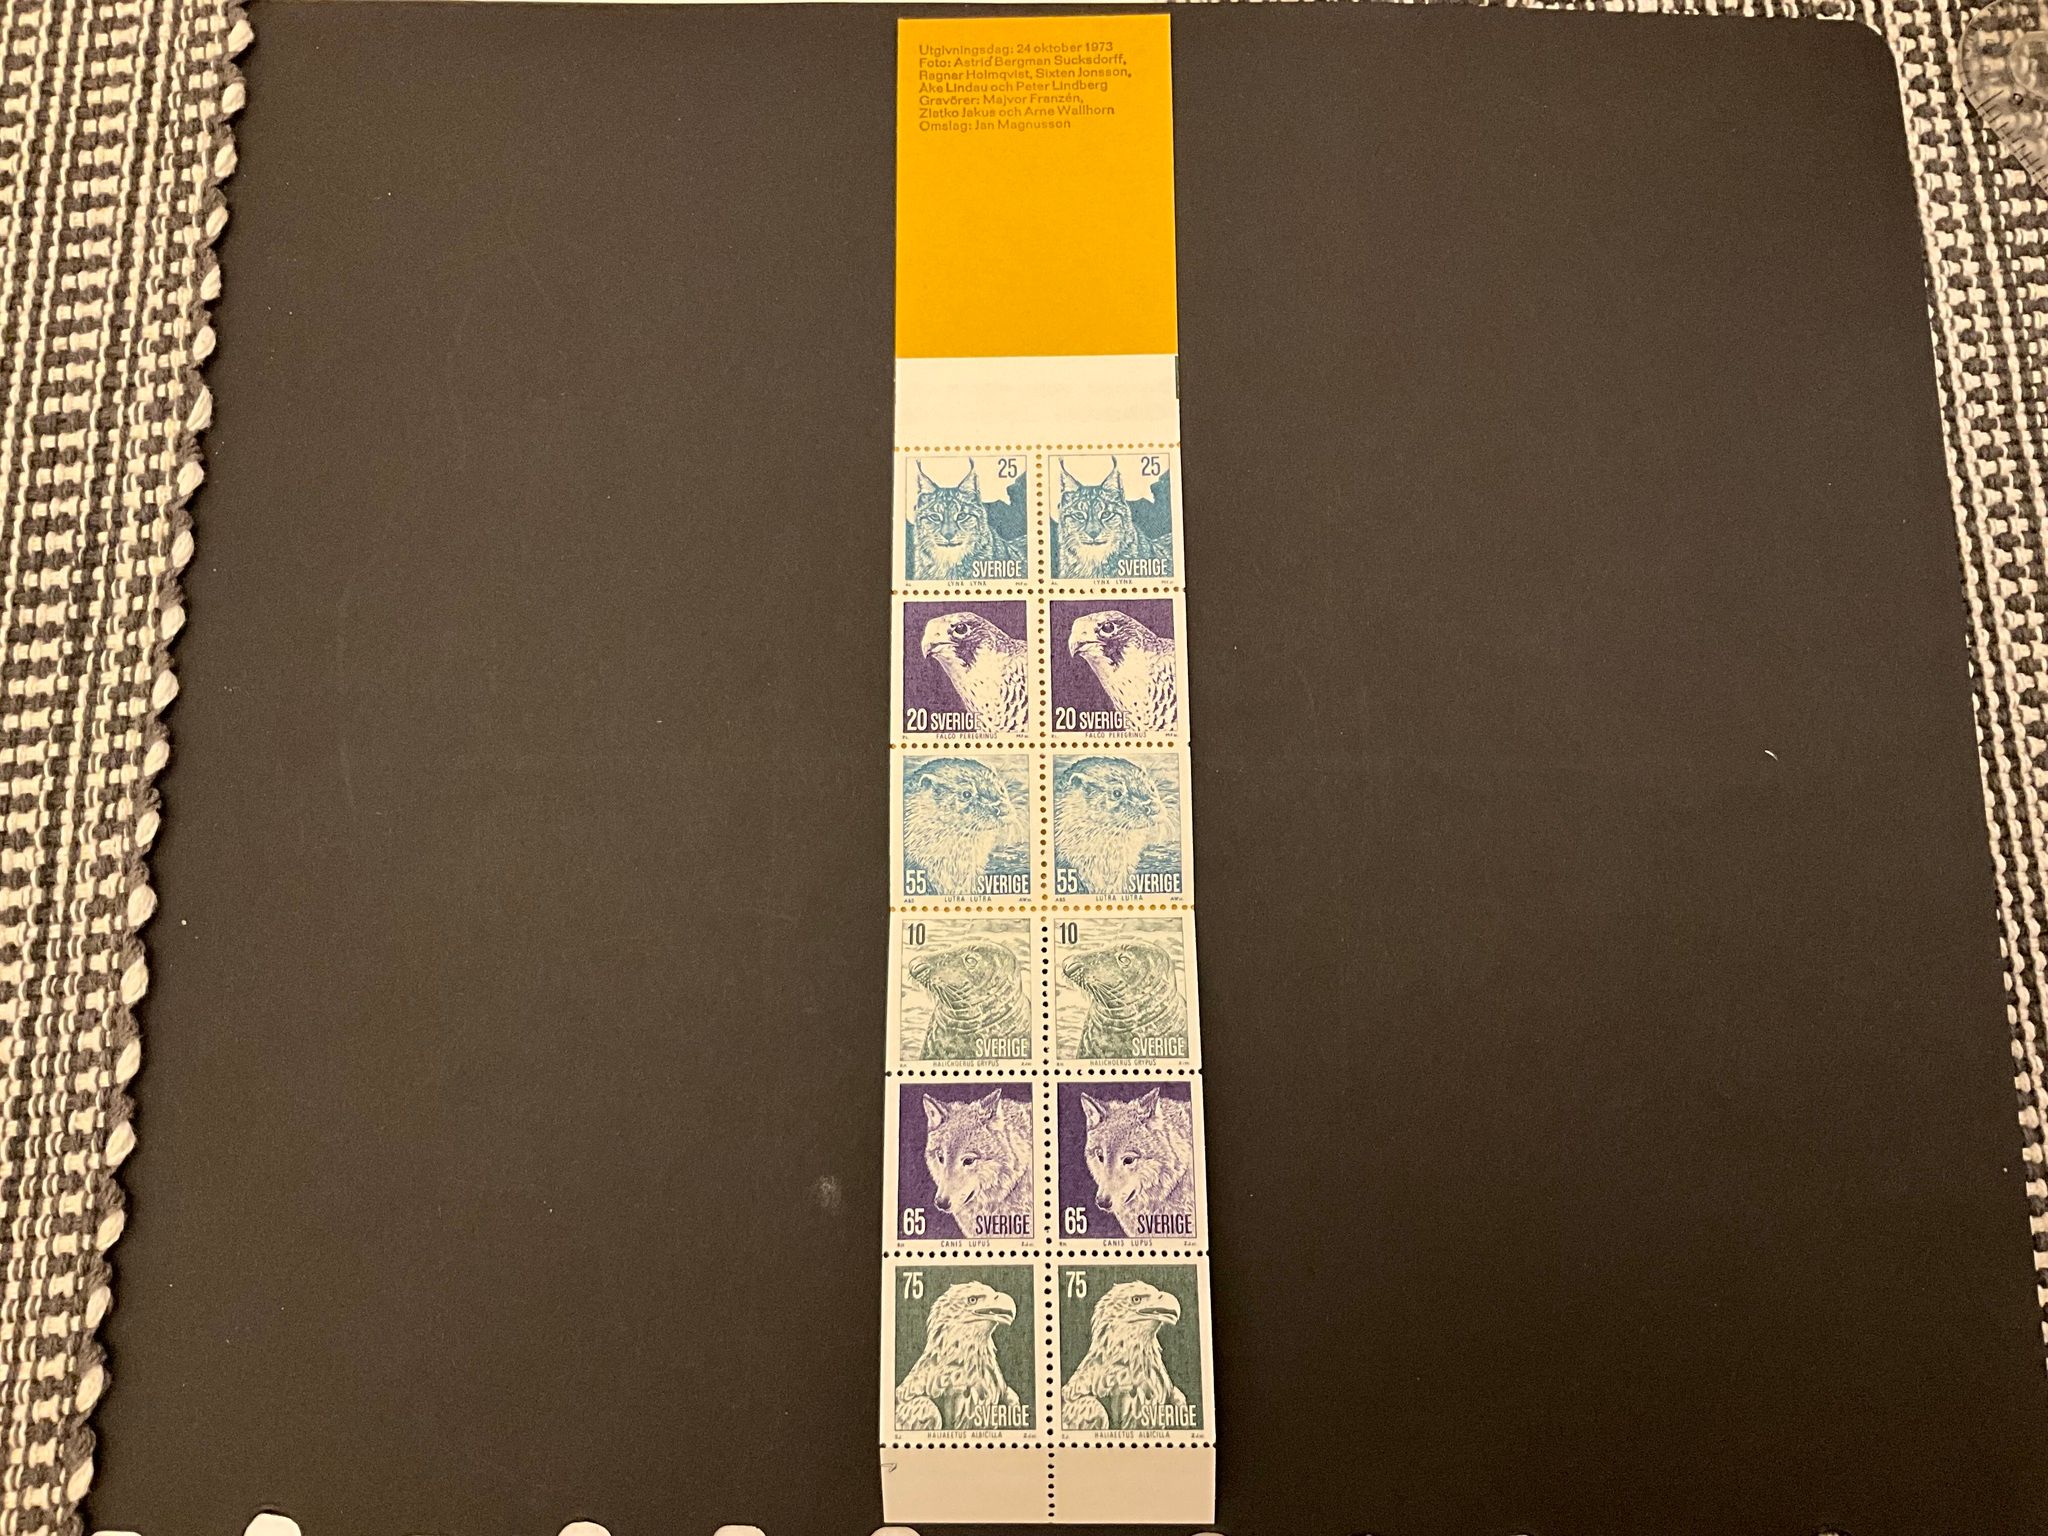 Utgivningsdag: 24 oktober 1973
Foto: Astrid Bergman Sucksdorff,
Ragnar Holmqvist, Sixten Jonsson,
Åke Lindau och Peter Lindberg
Gravörer: Majvor Franzén,
Zlatko Jakus och Arne Wallhorn
Omslag: Jan Magnusson
25 25
SVERIGE SVERIGE
LYNX LYNX LYNX LYNX
20 SVERIGE 20 SVERIGE
FALCO PEREGRINUS FALCO PEREGRINUS
55 SVERIGE 55 SVERIGE
LUTRA LUTRA LUTRA LUTRA
10 10
SVERIGE SVERIGE
HALICHOERUS GRYPUS HALICHOERUS GRYPUS
65 SVERIGE 65 SVERIGE
CANIS LUPUS CANIS LUPUS
75 75
SVERIGE SVERIGE
HALIAEETUS ALBICILLA HALIAEETUS ALBICILLA